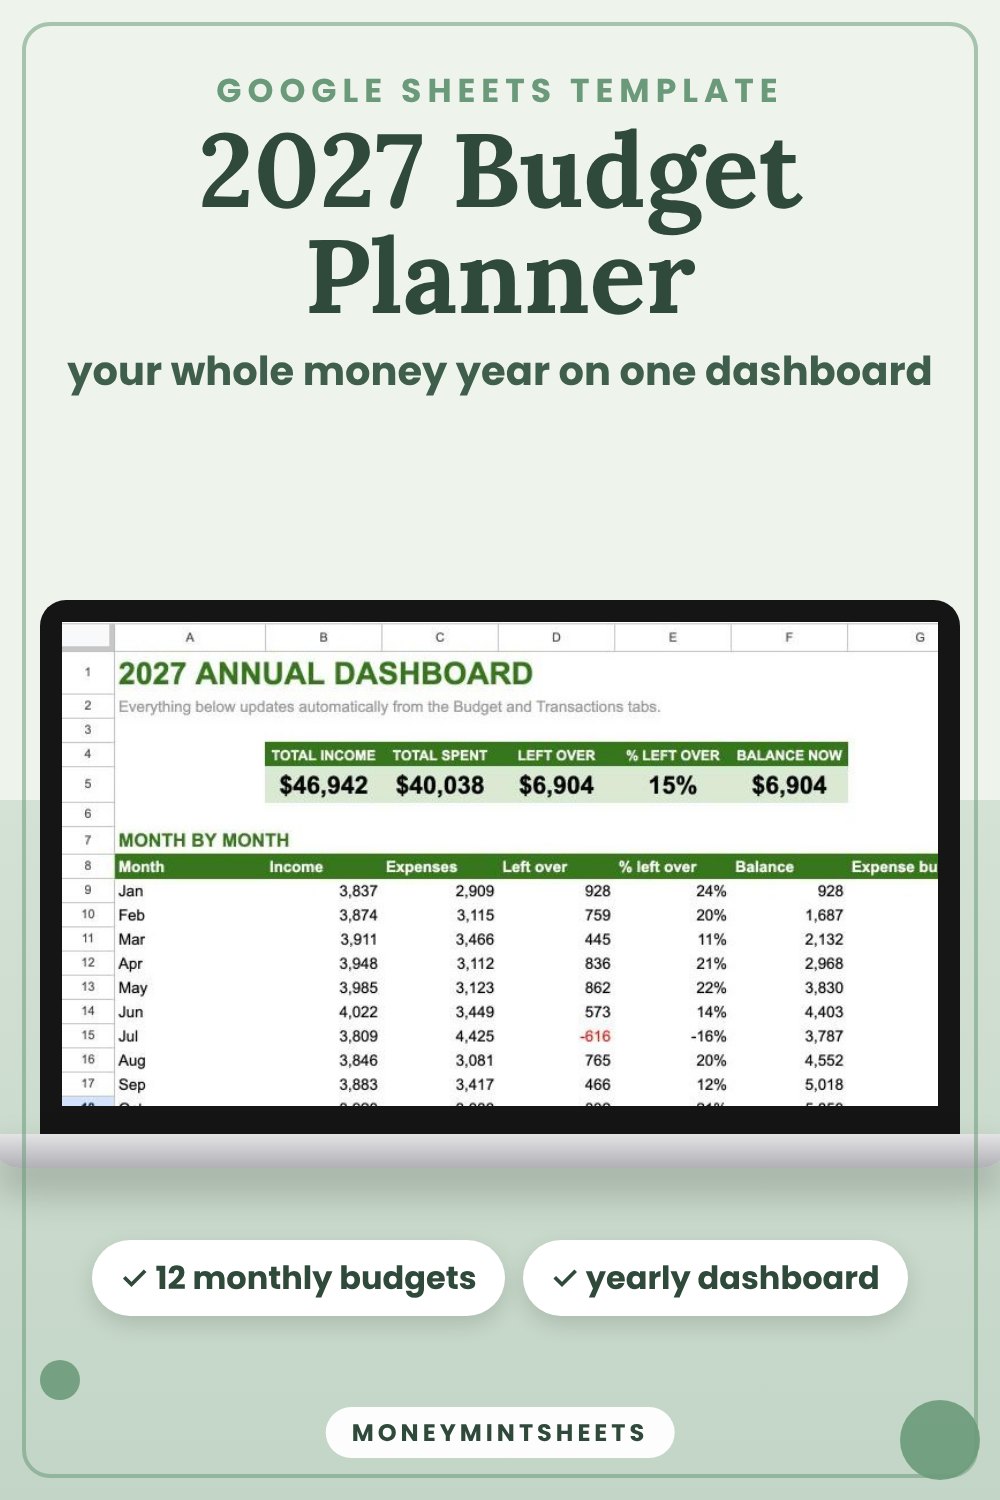 GOOGLE SHEETS TEMPLATE
2027 Budget
Planner
your whole money year on one dashboard
A B C D E F G
1 2027 ANNUAL DASHBOARD
2 Everything below updates automatically from the Budget and Transactions tabs.
3
4 TOTAL INCOME TOTAL SPENT LEFT OVER % LEFT OVER BALANCE NOW
5 $46,942 $40,038 $6,904 15% $6,904
6
7 MONTH BY MONTH
8 Month Income Expenses Left over % left over Balance Expense bu
9 Jan 3,837 2,909 928 24% 928
10 Feb 3,874 3,115 759 20% 1,687
11 Mar 3,911 3,466 445 11% 2,132
12 Apr 3,948 3,112 836 21% 2,968
13 May 3,985 3,123 862 22% 3,830
14 Jun 4,022 3,449 573 14% 4,403
15 Jul 3,809 4,425 -616 -16% 3,787
16 Aug 3,846 3,081 765 20% 4,552
17 Sep 3,883 3,417 466 12% 5,018
✓ 12 monthly budgets ✓ yearly dashboard
MONEYMINTSHEETS